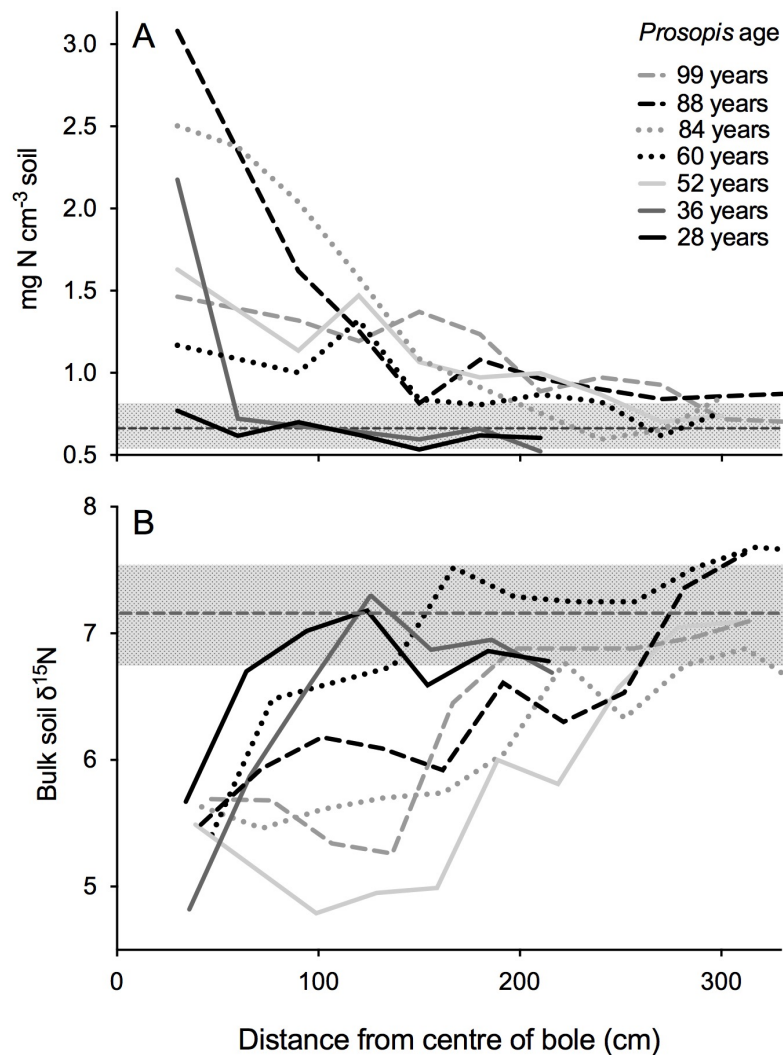 A
Prosopis age
99 years
88 years
84 years
60 years
52 years
36 years
28 years
mg N cm⁻³ soil
3.0
2.5
2.0
1.5
1.0
0.5
B
Bulk soil δ¹⁵N
8
7
6
5
0 100 200 300
Distance from centre of bole (cm)